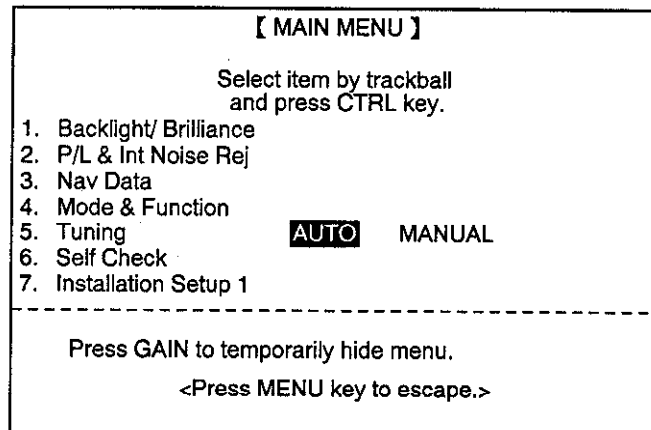 【 MAIN MENU 】
Select item by trackball
and press CTRL key.
1. Backlight/ Brilliance
2. P/L & Int Noise Rej
3. Nav Data
4. Mode & Function
5. Tuning AUTO MANUAL
6. Self Check
7. Installation Setup 1
Press GAIN to temporarily hide menu.
<Press MENU key to escape.>